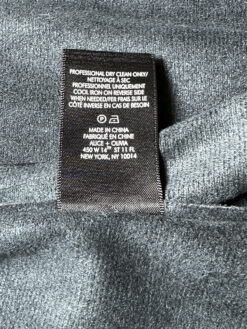 PROFESSIONAL DRY CLEAN ONLY/
NETTOYAGE À SEC
PROFESSIONNEL UNIQUEMENT
COOL IRON ON REVERSE SIDE
WHEN NEEDED/FER FRAIS SUR LE
CÔTÉ INVERSE EN CAS DE BESOIN
MADE IN CHINA
FABRIQUÉ EN CHINE
ALICE + OLIVIA
450 W 14TH ST 11 FL
NEW YORK, NY 10014